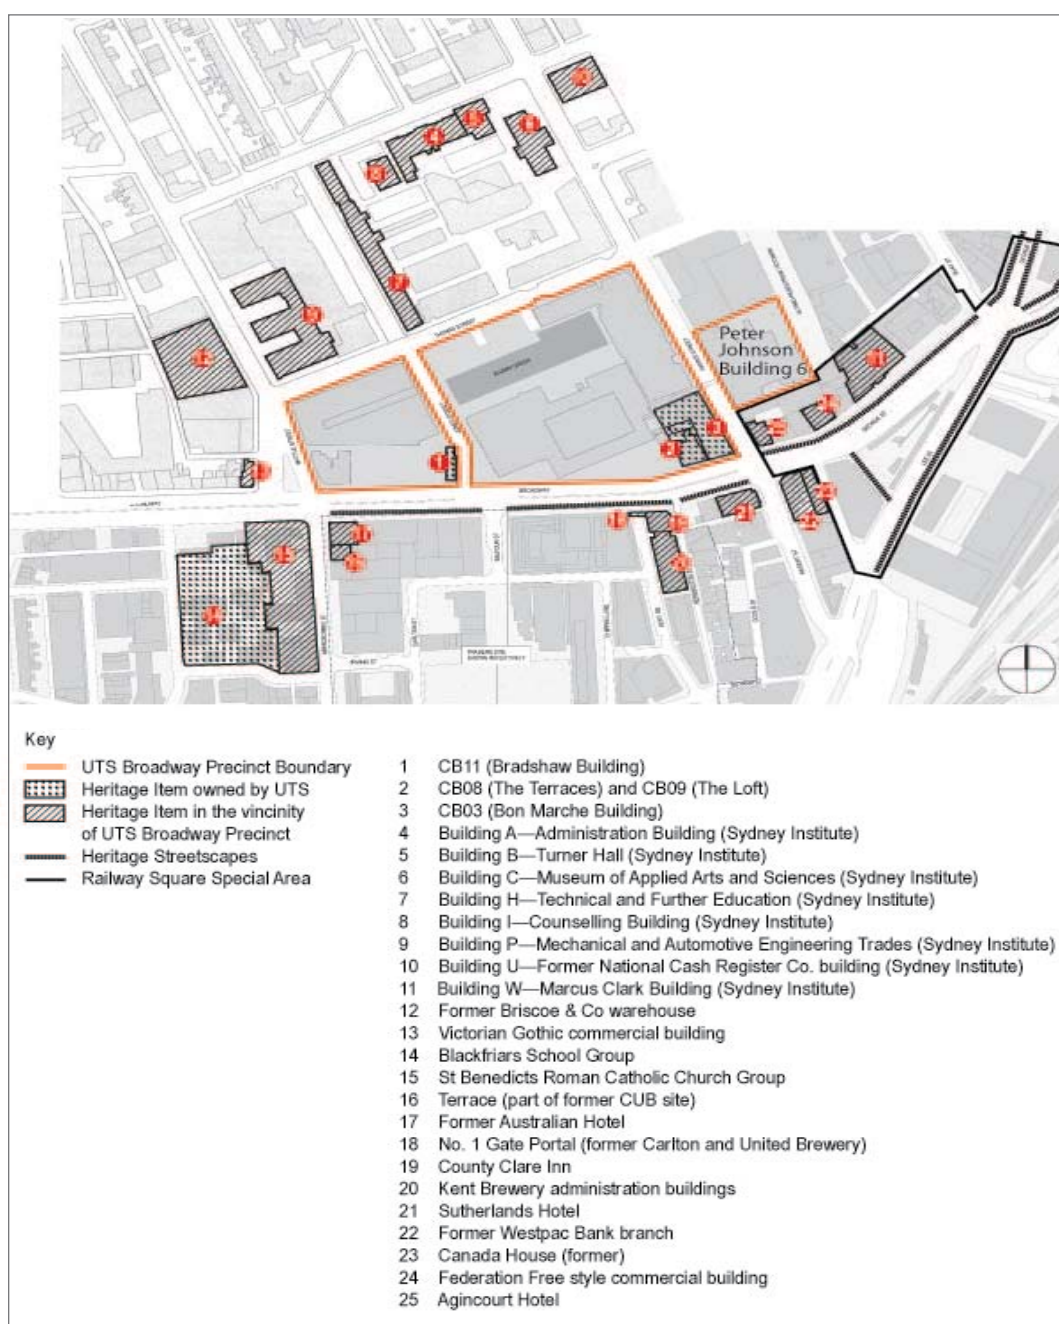 Peter
Johnson
Building 6
THOMAS STREET
BROADWAY
Key
UTS Broadway Precinct Boundary
Heritage Item owned by UTS
Heritage Item in the vincinity
of UTS Broadway Precinct
Heritage Streetscapes
Railway Square Special Area
1 CB11 (Bradshaw Building)
2 CB08 (The Terraces) and CB09 (The Loft)
3 CB03 (Bon Marche Building)
4 Building A—Administration Building (Sydney Institute)
5 Building B—Turner Hall (Sydney Institute)
6 Building C—Museum of Applied Arts and Sciences (Sydney Institute)
7 Building H—Technical and Further Education (Sydney Institute)
8 Building I—Counselling Building (Sydney Institute)
9 Building P—Mechanical and Automotive Engineering Trades (Sydney Institute)
10 Building U—Former National Cash Register Co. building (Sydney Institute)
11 Building W—Marcus Clark Building (Sydney Institute)
12 Former Briscoe & Co warehouse
13 Victorian Gothic commercial building
14 Blackfriars School Group
15 St Benedicts Roman Catholic Church Group
16 Terrace (part of former CUB site)
17 Former Australian Hotel
18 No. 1 Gate Portal (former Carlton and United Brewery)
19 County Clare Inn
20 Kent Brewery administration buildings
21 Sutherlands Hotel
22 Former Westpac Bank branch
23 Canada House (former)
24 Federation Free style commercial building
25 Agincourt Hotel